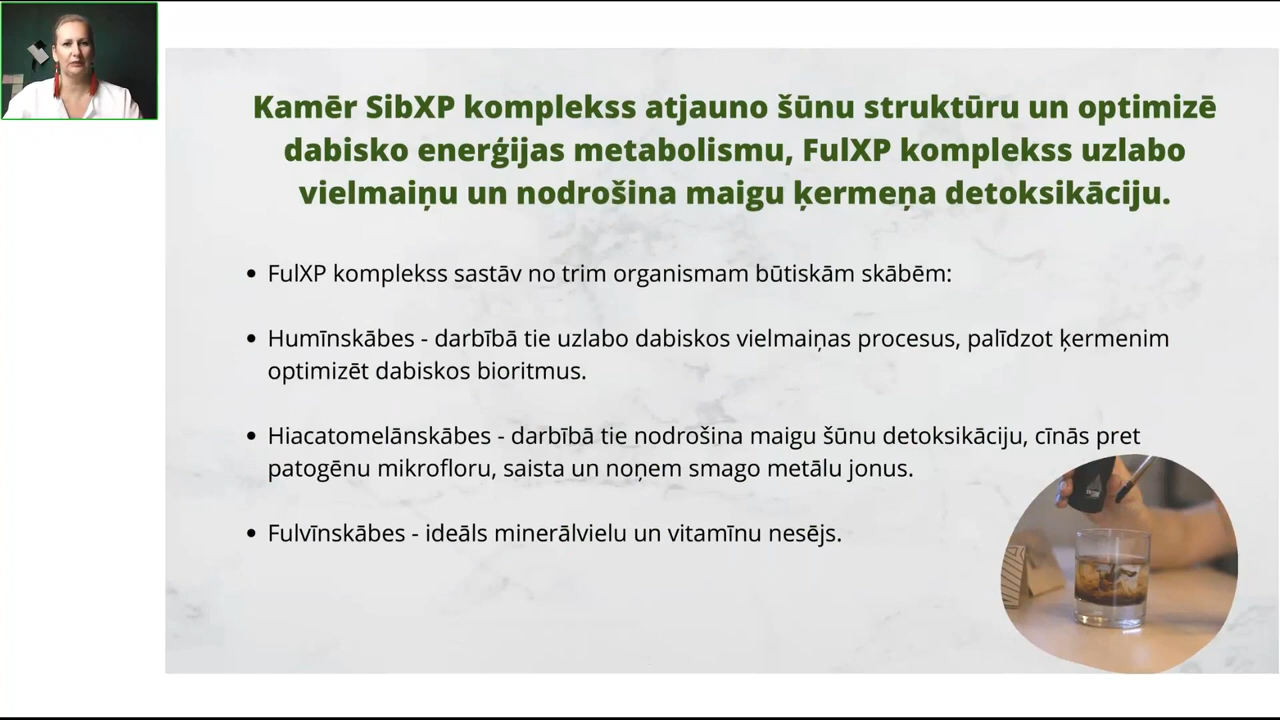 Kamēr SibXP komplekss atjauno šūnu struktūru un optimizē
dabisko enerģijas metabolismu, FulXP komplekss uzlabo
vielmaiņu un nodrošina maigu ķermeņa detoksikāciju.
• FulXP komplekss sastāv no trim organismam būtiskām skābēm:
• Humīnskābes - darbībā tie uzlabo dabiskos vielmaiņas procesus, palīdzot ķermenim
optimizēt dabiskos bioritmus.
• Hiacatomelānskābes - darbībā tie nodrošina maigu šūnu detoksikāciju, cīnās pret
patogēnu mikrofloru, saista un noņem smago metālu jonus.
• Fulvīnskābes - ideāls minerālvielu un vitamīnu nesējs.